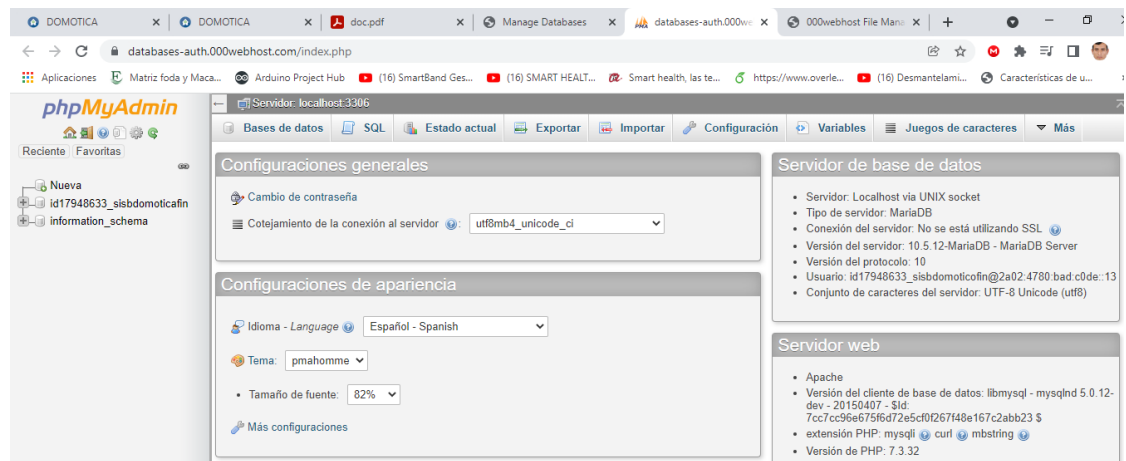 DOMOTICA
DOMOTICA
doc.pdf
Manage Databases
databases-auth.000we
000webhost File Mana
databases-auth.000webhost.com/index.php
Aplicaciones
Matriz foda y Maca...
Arduino Project Hub
(16) SmartBand Ges...
(16) SMART HEALT...
Smart health, las te...
https://www.overle...
(16) Desmantelami...
Características de u...
phpMyAdmin
Reciente Favoritas
Nueva
id17948633_sisbdomoticafin
information_schema
Servidor: localhost:3306
Bases de datos
SQL
Estado actual
Exportar
Importar
Configuración
Variables
Juegos de caracteres
Más
Configuraciones generales
Cambio de contraseña
Cotejamiento de la conexión al servidor : utf8mb4_unicode_ci
Configuraciones de apariencia
Idioma - Language Español - Spanish
Tema: pmahomme
Tamaño de fuente: 82%
Más configuraciones
Servidor de base de datos
Servidor: Localhost via UNIX socket
Tipo de servidor: MariaDB
Conexión del servidor: No se está utilizando SSL
Versión del servidor: 10.5.12-MariaDB - MariaDB Server
Versión del protocolo: 10
Usuario: id17948633_sisbdomoticofin@2a02:4780:bad:c0de::13
Conjunto de caracteres del servidor: UTF-8 Unicode (utf8)
Servidor web
Apache
Versión del cliente de base de datos: libmysql - mysqlnd 5.0.12-
dev - 20150407 - $Id:
7cc7cc96e675f6d72e5cf0f267f48e167c2abb23 $
extensión PHP: mysqli curl mbstring
Versión de PHP: 7.3.32